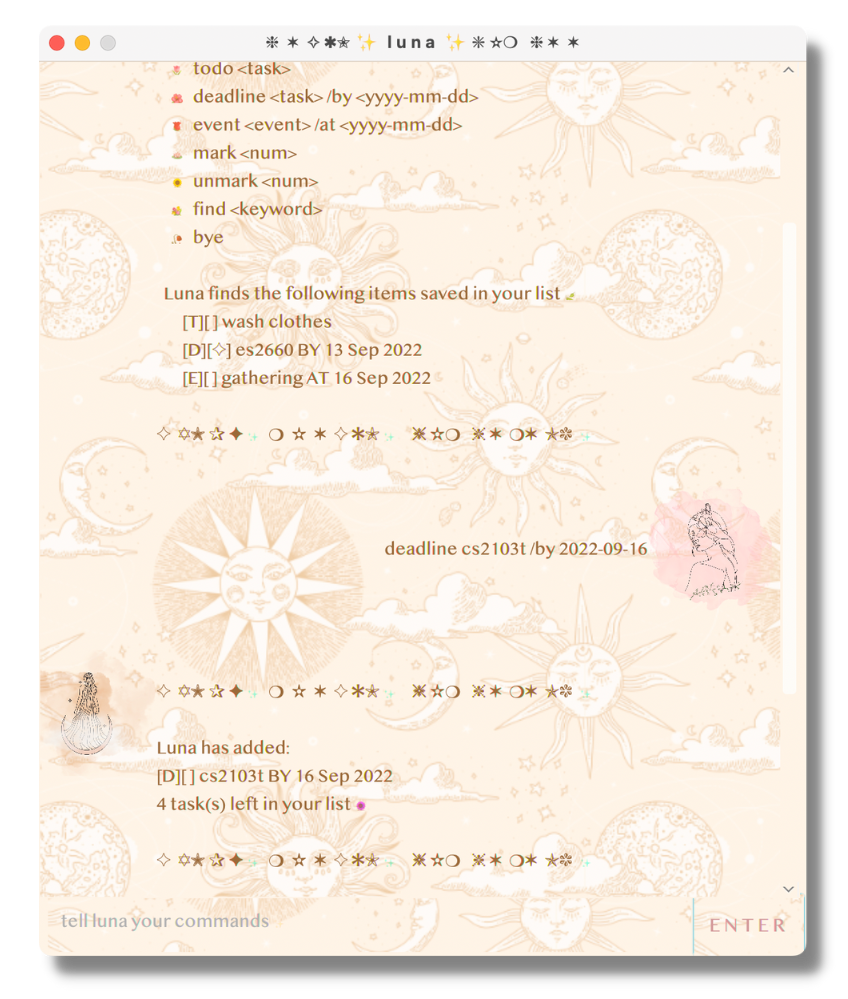 ❉ ✶ ✧ ✱✭ ✨ luna ✨ ❊ ☆❍ ❉✶ ✶
todo <task>
deadline <task> /by <yyyy-mm-dd>
event <event> /at <yyyy-mm-dd>
mark <num>
unmark <num>
find <keyword>
bye
Luna finds the following items saved in your list
[T][ ] wash clothes
[D][✧] es2660 BY 13 Sep 2022
[E][ ] gathering AT 16 Sep 2022
deadline cs2103t /by 2022-09-16
Luna has added:
[D][ ] cs2103t BY 16 Sep 2022
4 task(s) left in your list
tell luna your commands
ENTER